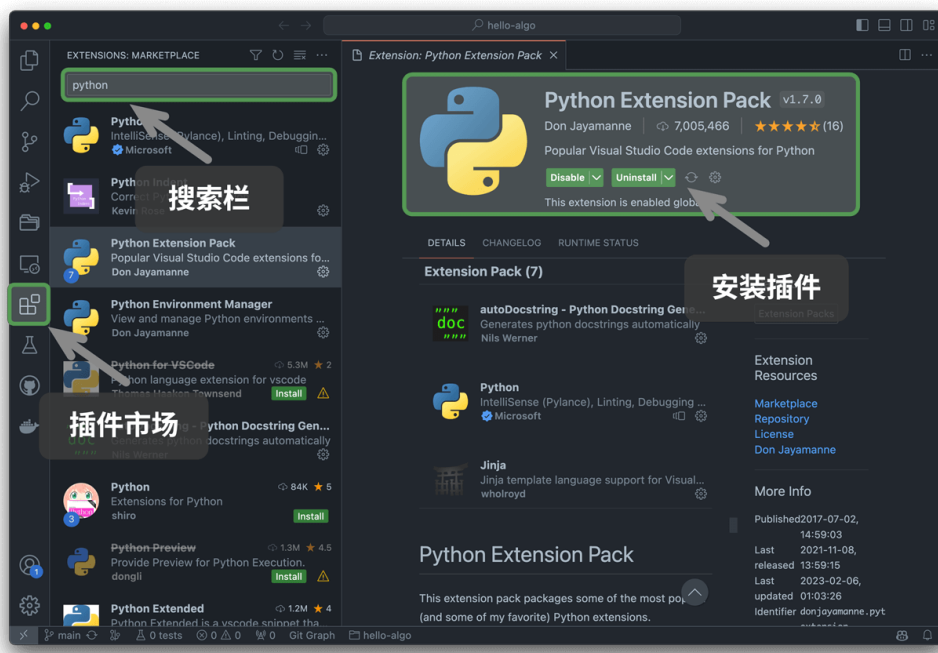 hello-algo
EXTENSIONS: MARKETPLACE
Extension: Python Extension Pack
python
IntelliSense (Pylance), Linting, Debuggin...
Microsoft
搜索栏
Python Extension Pack
Popular Visual Studio Code extensions fo...
Don Jayamanne
7
Python Environment Manager
View and manage Python environments ...
Don Jayamanne
Python for VSCode 5.3M 2
Python language extension for vscode
Install
插件市场
- Python Docstring Gen...
docstrings automatically
Python 84K 5
Extensions for Python
shiro
Install
3
Python Preview 1.3M 4.5
Provide Preview for Python Execution.
dongli
Install
Python Extended 1.2M 4
Python Extended is a vscode snippet tha...
1
Python Extension Pack v1.7.0
Don Jayamanne 7,005,466 (16)
Popular Visual Studio Code extensions for Python
Disable Uninstall
This extension is enabled
安装插件
DETAILS CHANGELOG RUNTIME STATUS
Extension Pack (7)
autoDocstring - Python Docstring Gene...
Generates python docstrings automatically
Nils Werner
doc
Python
IntelliSense (Pylance), Linting, Debugging ...
Microsoft
Jinja
Jinja template language support for Visual...
wholroyd
Python Extension Pack
This extension pack packages some of the most
(and some of my favorite) Python extensions.
Extension Packs
Extension
Resources
Marketplace
Repository
License
Don Jayamanne
More Info
Published 2017-07-02,
14:59:03
Last 2021-11-08,
released 13:59:15
Last 2023-02-06,
updated 01:03:26
Identifier donjayamanne.pyt
main 0 tests 0 0 0 Git Graph hello-algo